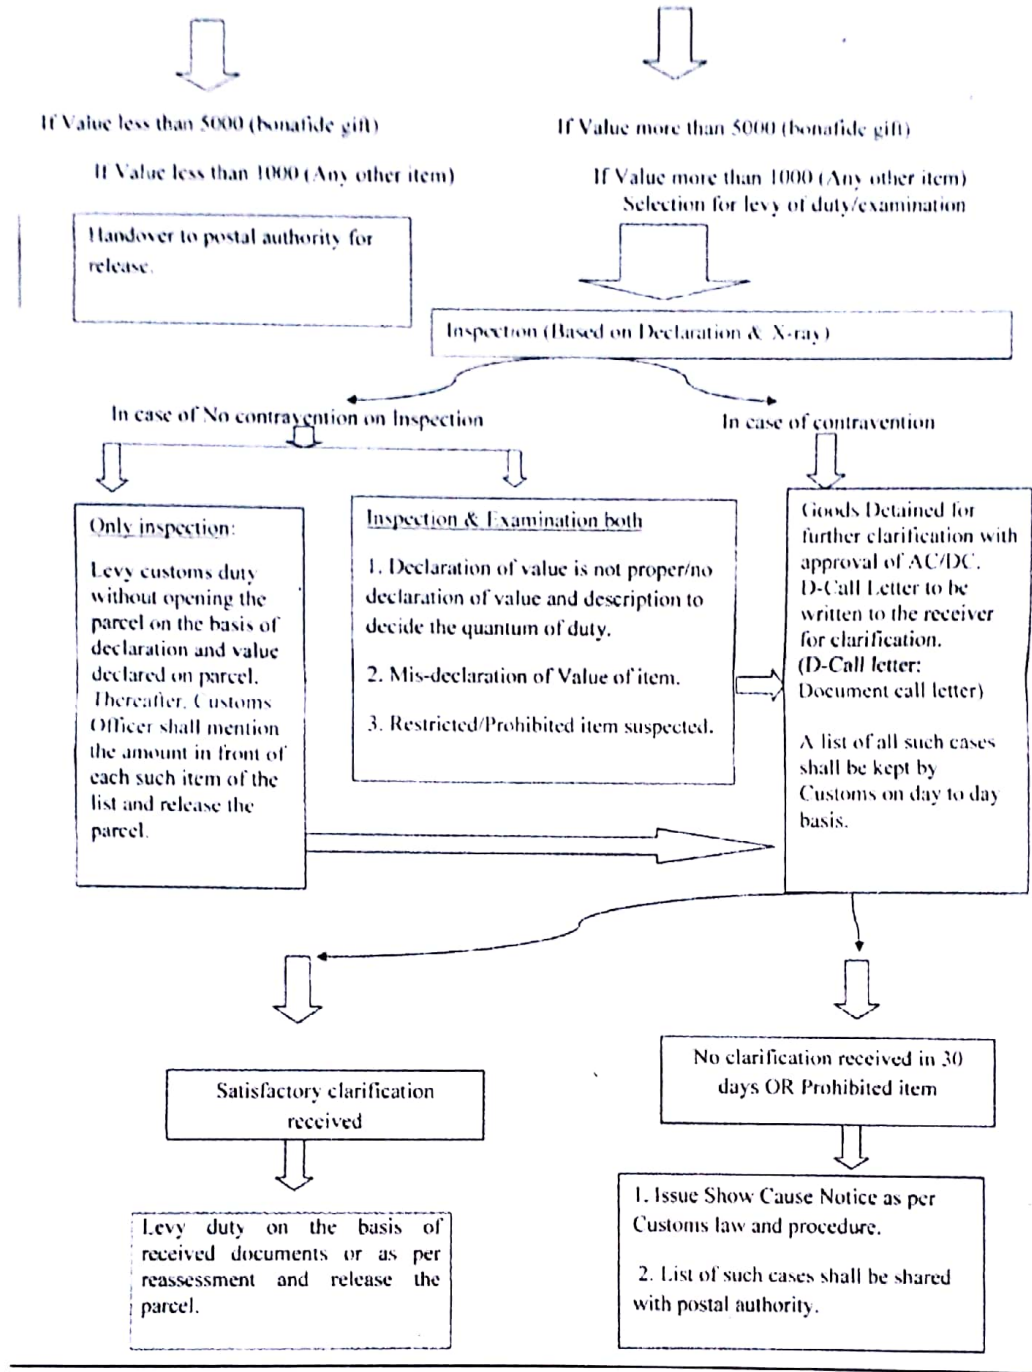 If Value less than 5000 (bonafide gift)
If Value less than 1000 (Any other item)
Handover to postal authority for
release.
If Value more than 5000 (bonafide gift)
If Value more than 1000 (Any other item)
Selection for levy of duty/examination
Inspection (Based on Declaration & X-ray)
In case of No contravention on Inspection
In case of contravention
Only inspection:
Levy customs duty
without opening the
parcel on the basis of
declaration and value
declared on parcel.
Thereafter, Customs
Officer shall mention
the amount in front of
each such item of the
list and release the
parcel.
Inspection & Examination both
1. Declaration of value is not proper/no
declaration of value and description to
decide the quantum of duty.
2. Mis-declaration of Value of item.
3. Restricted/Prohibited item suspected.
Goods Detained for
further clarification with
approval of AC/DC.
D-Call Letter to be
written to the receiver
for clarification.
(D-Call letter:
Document call letter)
A list of all such cases
shall be kept by
Customs on day to day
basis.
Satisfactory clarification
received
Levy duty on the basis of
received documents or as per
reassessment and release the
parcel.
No clarification received in 30
days OR Prohibited item
1. Issue Show Cause Notice as per
Customs law and procedure.
2. List of such cases shall be shared
with postal authority.